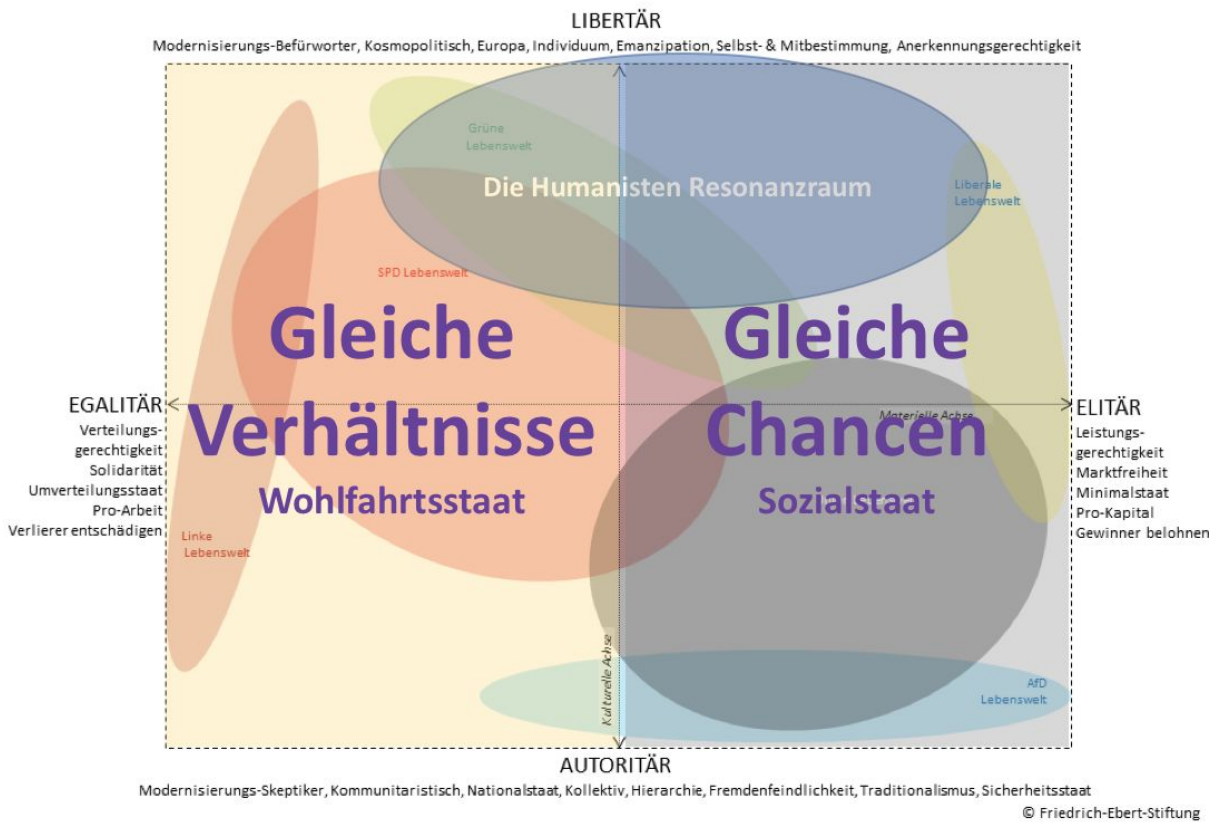 LIBERTÄR
Modernisierungs-Befürworter, Kosmopolitisch, Europa, Individuum, Emanzipation, Selbst- & Mitbestimmung, Anerkennungsgerechtigkeit
Grüne
Lebenswelt
Die Humanisten Resonanzraum
Liberale
Lebenswelt
SPD Lebenswelt
Gleiche
Verhältnisse
Wohlfahrtsstaat
Gleiche
Chancen
Sozialstaat
EGALITÄR
Verteilungs-
gerechtigkeit
Solidarität
Umverteilungsstaat
Pro-Arbeit
Verlierer entschädigen
Materielle Achse
ELITÄR
Leistungs-
gerechtigkeit
Marktfreiheit
Minimalstaat
Pro-Kapital
Gewinner belohnen
Linke
Lebenswelt
Kulturelle Achse
AfD
Lebenswelt
AUTORITÄR
Modernisierungs-Skeptiker, Kommunitaristisch, Nationalstaat, Kollektiv, Hierarchie, Fremdenfeindlichkeit, Traditionalismus, Sicherheitsstaat
© Friedrich-Ebert-Stiftung